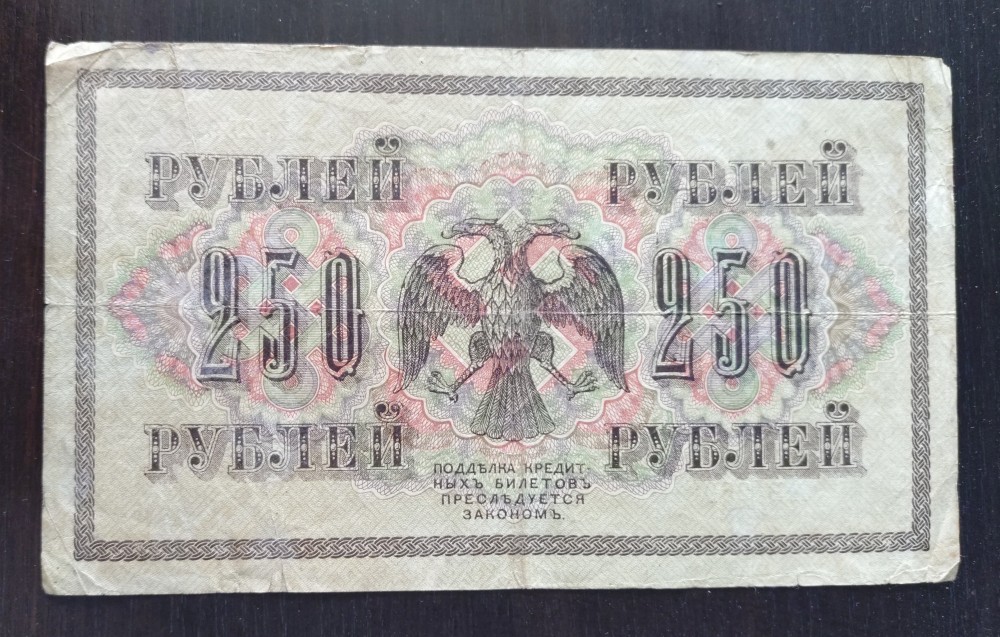 РУБЛЕЙ РУБЛЕЙ
250 250
РУБЛЕЙ РУБЛЕЙ
ПОДДѢЛКА КРЕДИТ-
НЫХЪ БИЛЕТОВЪ
ПРЕСЛѢДУЕТСЯ
ЗАКОНОМЪ.